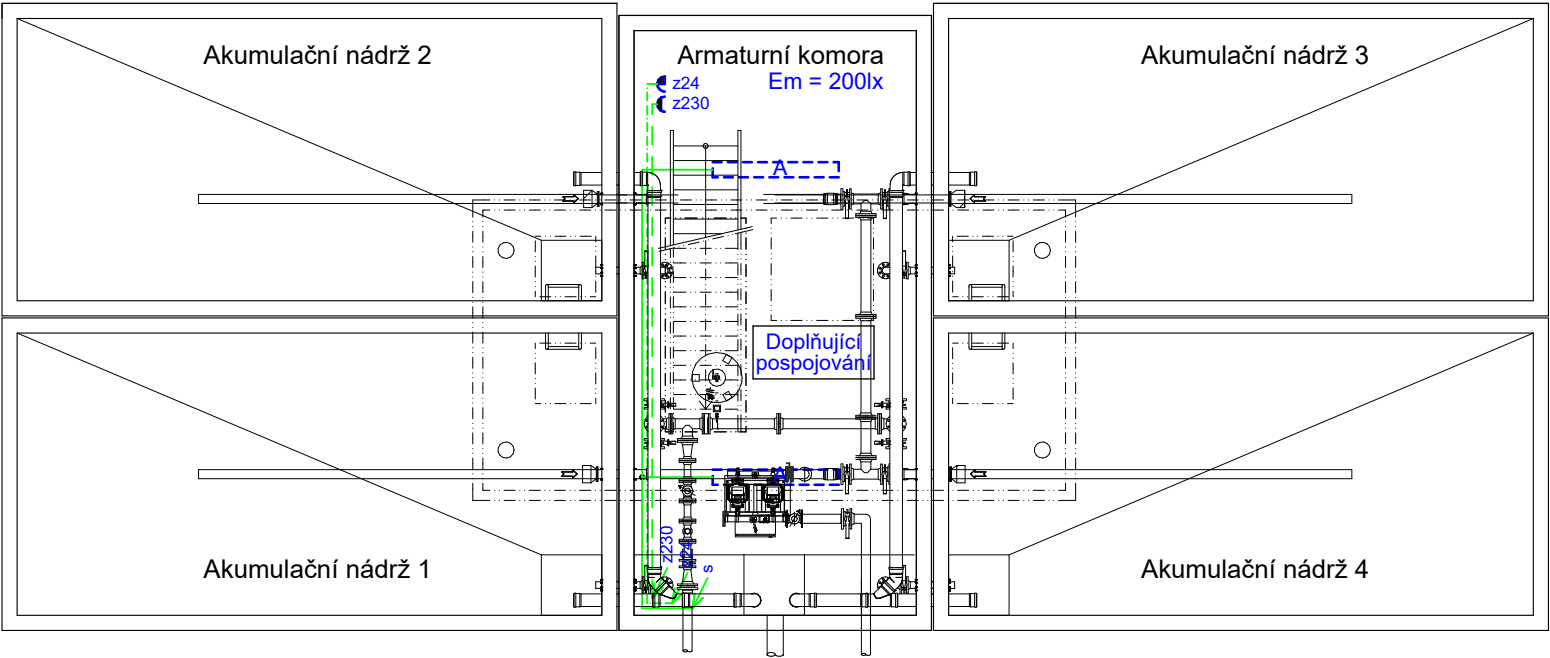 Akumulační nádrž 2
Armaturní komora
Em = 200lx
Akumulační nádrž 3
z24
z230
A
Doplňující
pospojování
A
z230
z24
s
Akumulační nádrž 1
Akumulační nádrž 4